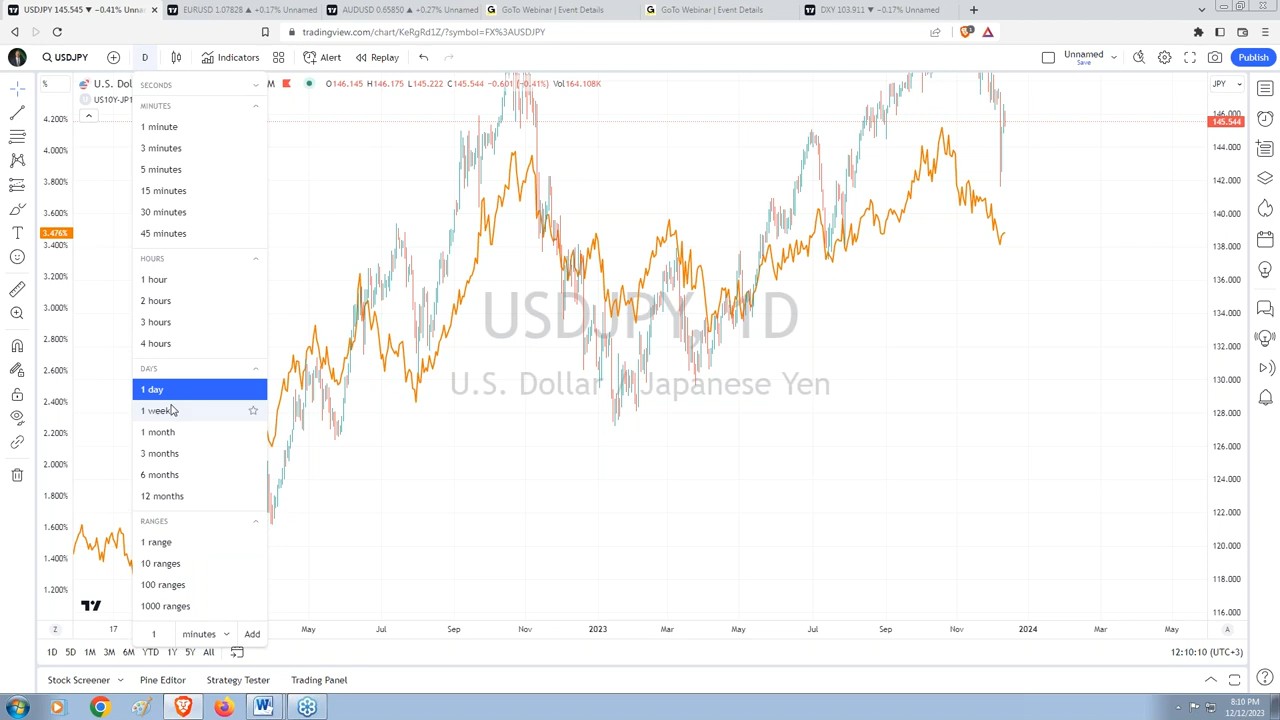 USDJPY 145.545 ▼ −0.41% Unna
EURUSD 1.07828 ▲ +0.17% Unnamed
AUDUSD 0.65850 ▲ +0.27% Unnamed
GoTo Webinar | Event Details
GoTo Webinar | Event Details
DXY 103.911 ▼ −0.17% Unnamed
tradingview.com/chart/KeRgRd1Z/?symbol=FX%3AUSDJPY
USDJPY
D
Indicators
Alert
Replay
Unnamed
Save
Publish
%
U.S. Dol
M
O146.145 H146.175 L145.222 C145.544 −0.601 (−0.41%) Vol164.108K
JPY
US10Y-JP1
SECONDS
MINUTES
1 minute
3 minutes
5 minutes
15 minutes
30 minutes
45 minutes
HOURS
1 hour
2 hours
3 hours
4 hours
DAYS
1 day
1 week
1 month
3 months
6 months
12 months
RANGES
1 range
10 ranges
100 ranges
1000 ranges
1 minutes Add
4.200%
4.000%
3.800%
3.600%
3.476%
3.400%
3.200%
3.000%
2.800%
2.600%
2.400%
2.200%
2.000%
1.800%
1.600%
1.400%
1.200%
USDJPY, 1D
U.S. Dollar / Japanese Yen
146.000
145.544
144.000
142.000
140.000
138.000
136.000
134.000
132.000
130.000
128.000
126.000
124.000
122.000
120.000
118.000
116.000
Z
17 May Jul Sep Nov 2023 Mar May Jul Sep Nov 2024 Mar May
A
1D 5D 1M 3M 6M YTD 1Y 5Y All
12:10:10 (UTC+3)
Stock Screener
Pine Editor
Strategy Tester
Trading Panel
8:10 PM
12/12/2023